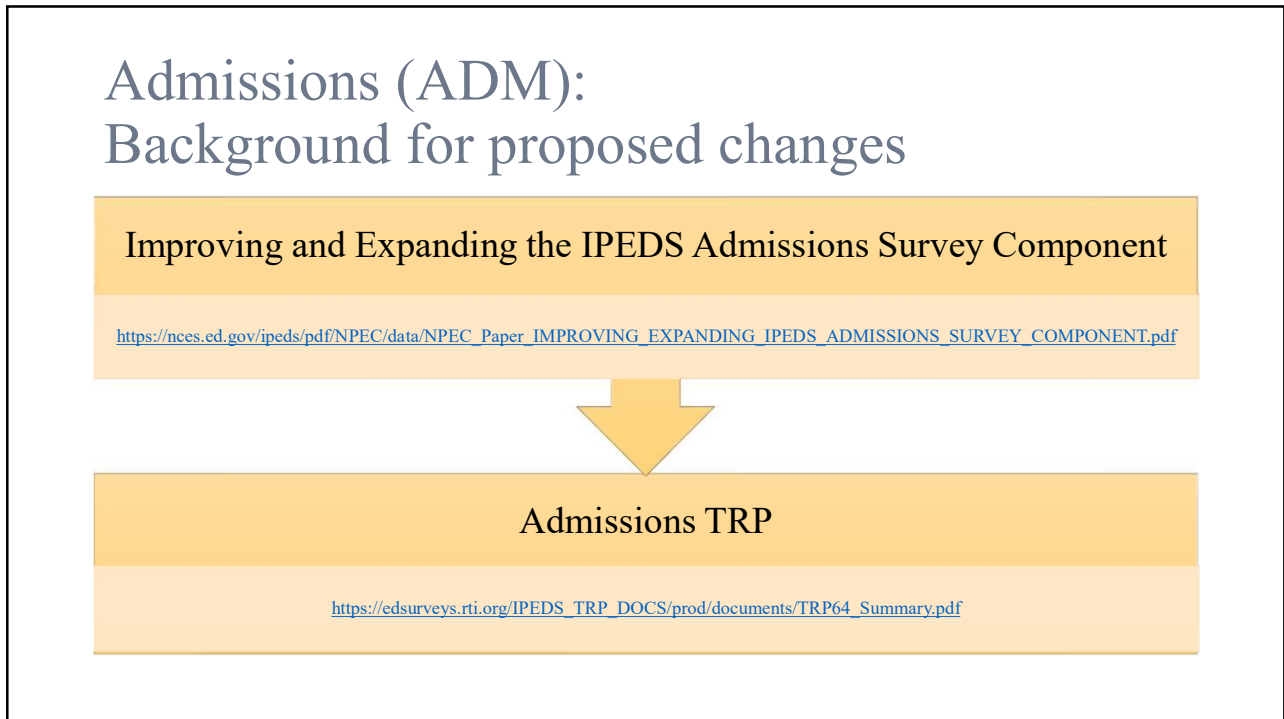 Admissions (ADM):
Background for proposed changes
Improving and Expanding the IPEDS Admissions Survey Component
https://nces.ed.gov/ipeds/pdf/NPEC/data/NPEC_Paper_IMPROVING_EXPANDING_IPEDS_ADMISSIONS_SURVEY_COMPONENT.pdf
Admissions TRP
https://edsurveys.rti.org/IPEDS_TRP_DOCS/prod/documents/TRP64_Summary.pdf